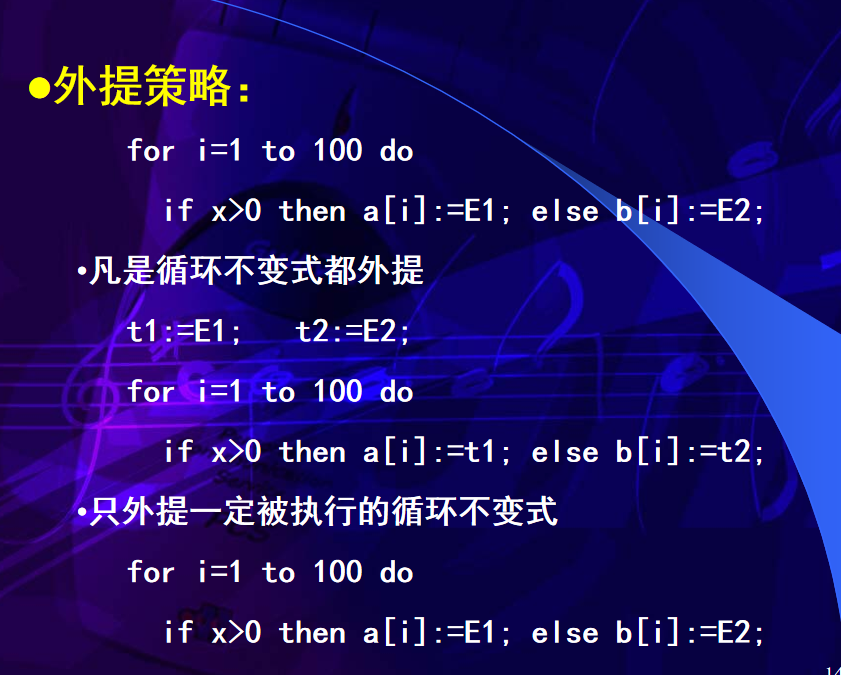 ●外提策略：
for i=1 to 100 do
if x>0 then a[i]:=E1; else b[i]:=E2;
•凡是循环不变式都外提
t1:=E1; t2:=E2;
for i=1 to 100 do
if x>0 then a[i]:=t1; else b[i]:=t2;
•只外提一定被执行的循环不变式
for i=1 to 100 do
if x>0 then a[i]:=E1; else b[i]:=E2;